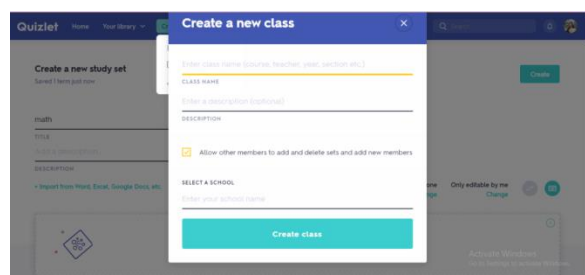 Quizlet
Home
Your library
Create a new class
Create a new study set
Saved 1 term just now
Create
Enter class name (course, teacher, year, section etc.)
CLASS NAME
Enter a description (optional)
DESCRIPTION
math
TITLE
Add a description...
DESCRIPTION
Allow other members to add and delete sets and add new members
+ Import from Word, Excel, Google Docs, etc.
SELECT A SCHOOL
Enter your school name
Only editable by me
Change
Create class
Activate Windows